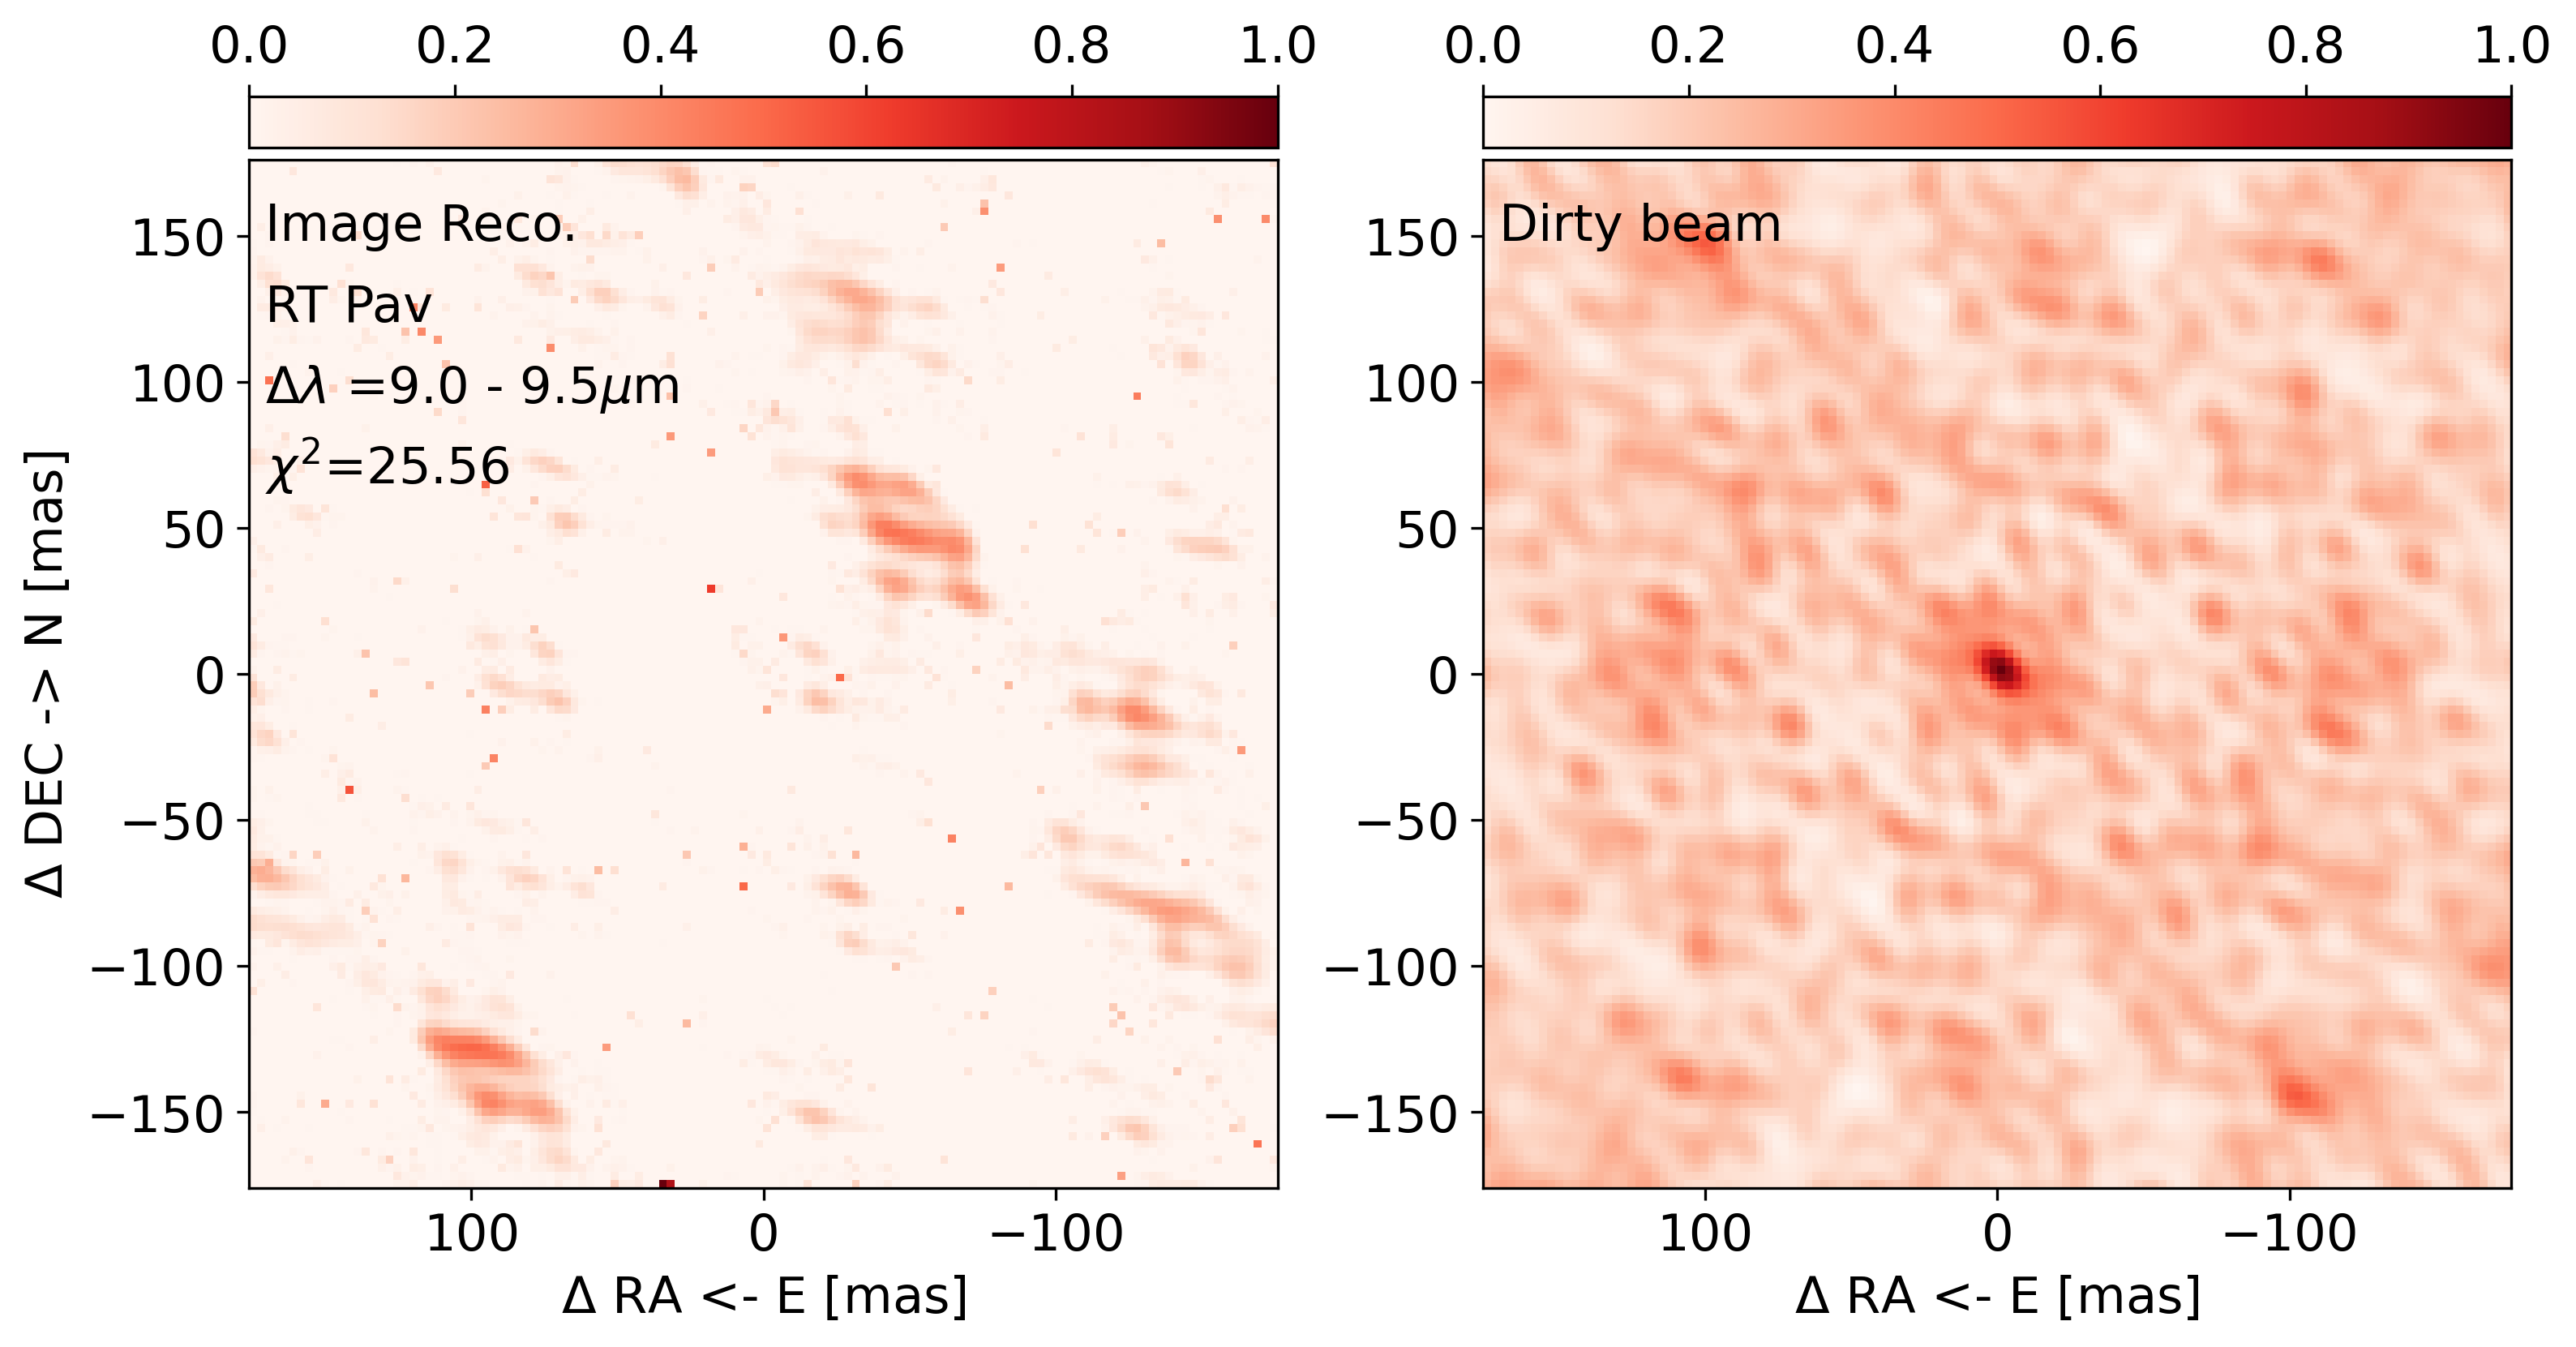 0.0 0.2 0.4 0.6 0.8 1.0
0.0 0.2 0.4 0.6 0.8 1.0
Image Reco.
RT Pav
Δλ =9.0 - 9.5μm
χ²=25.56
Dirty beam
150
100
50
0
−50
−100
−150
150
100
50
0
−50
−100
−150
Δ DEC -> N [mas]
100 0 −100
100 0 −100
Δ RA <- E [mas]
Δ RA <- E [mas]